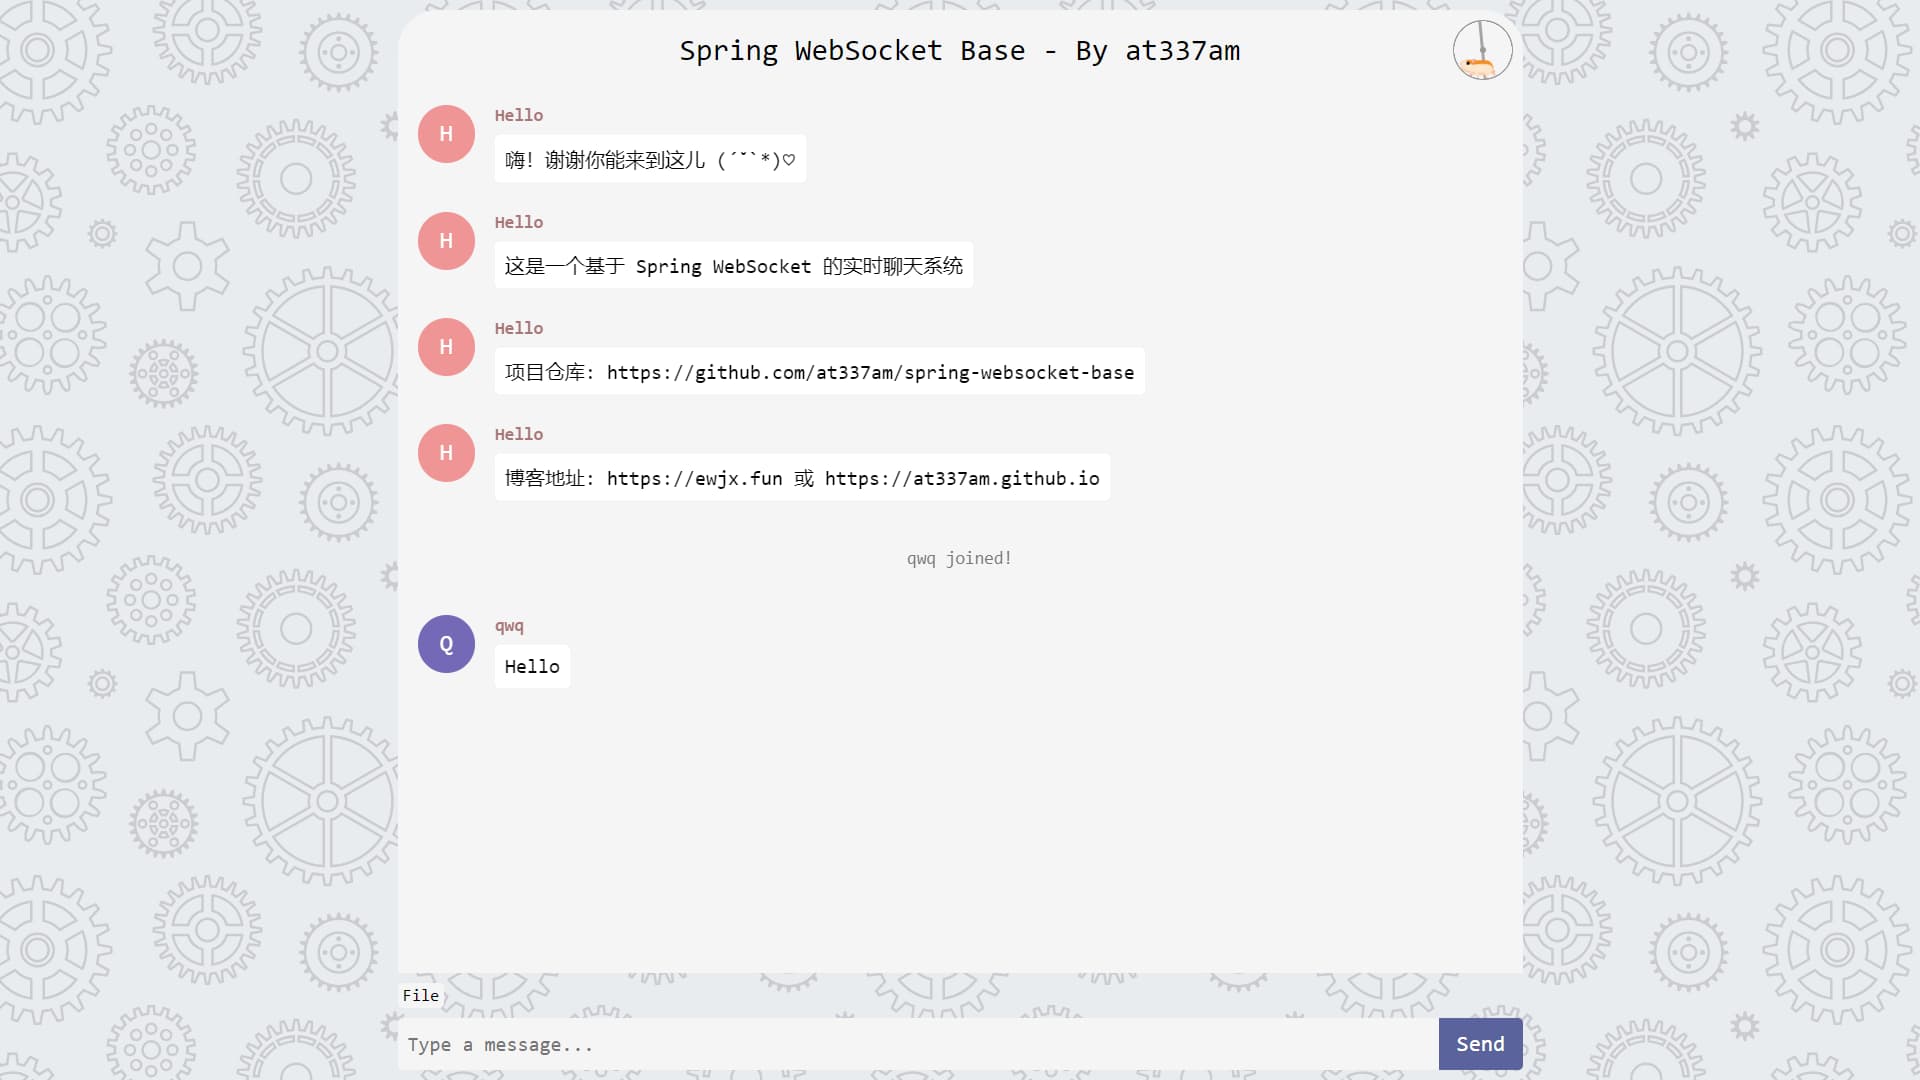 Spring WebSocket Base - By at337am
H
Hello
嗨! 谢谢你能来到这儿 (´˘`*)♡
H
Hello
这是一个基于 Spring WebSocket 的实时聊天系统
H
Hello
项目仓库: https://github.com/at337am/spring-websocket-base
H
Hello
博客地址: https://ewjx.fun 或 https://at337am.github.io
qwq joined!
Q
qwq
Hello
File
Type a message...
Send